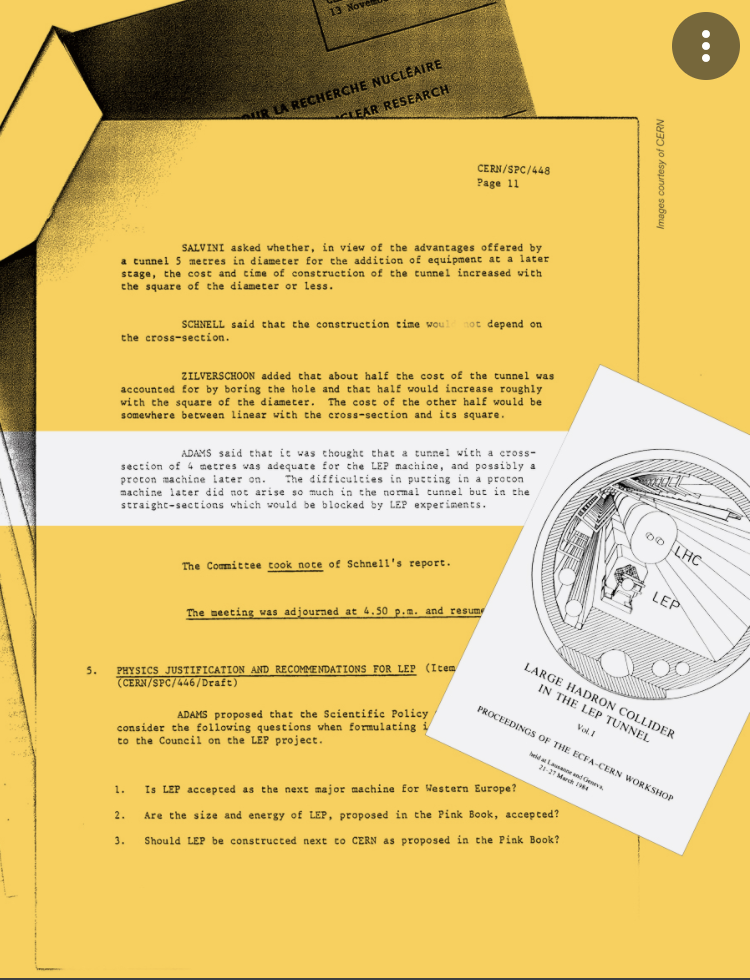 13 Novem
OUR LA RECHERCHE NUCLÉAIRE
CLEAR RESEARCH
Images courtesy of CERN
CERN/SPC/448
Page 11
SALVINI asked whether, in view of the advantages offered by
a tunnel 5 metres in diameter for the addition of equipment at a later
stage, the cost and time of construction of the tunnel increased with
the square of the diameter or less.
SCHNELL said that the construction time would not depend on
the cross-section.
ZILVERSCHOON added that about half the cost of the tunnel was
accounted for by boring the hole and that half would increase roughly
with the square of the diameter. The cost of the other half would be
somewhere between linear with the cross-section and its square.
ADAMS said that it was thought that a tunnel with a cross-
section of 4 metres was adequate for the LEP machine, and possibly a
proton machine later on. The difficulties in putting in a proton
machine later did not arise so much in the normal tunnel but in the
straight-sections which would be blocked by LEP experiments.
The Committee took note of Schnell's report.
The meeting was adjourned at 4.50 p.m. and resume
5. PHYSICS JUSTIFICATION AND RECOMMENDATIONS FOR LEP (Item
(CERN/SPC/446/Draft)
ADAMS proposed that the Scientific Policy
consider the following questions when formulating i
to the Council on the LEP project.
1. Is LEP accepted as the next major machine for Western Europe?
2. Are the size and energy of LEP, proposed in the Pink Book, accepted?
3. Should LEP be constructed next to CERN as proposed in the Pink Book?
LHC
LEP
LARGE HADRON COLLIDER
IN THE LEP TUNNEL
Vol. I
PROCEEDINGS OF THE ECFA-CERN WORKSHOP
held at Lausanne and Geneva,
21-27 March 1984